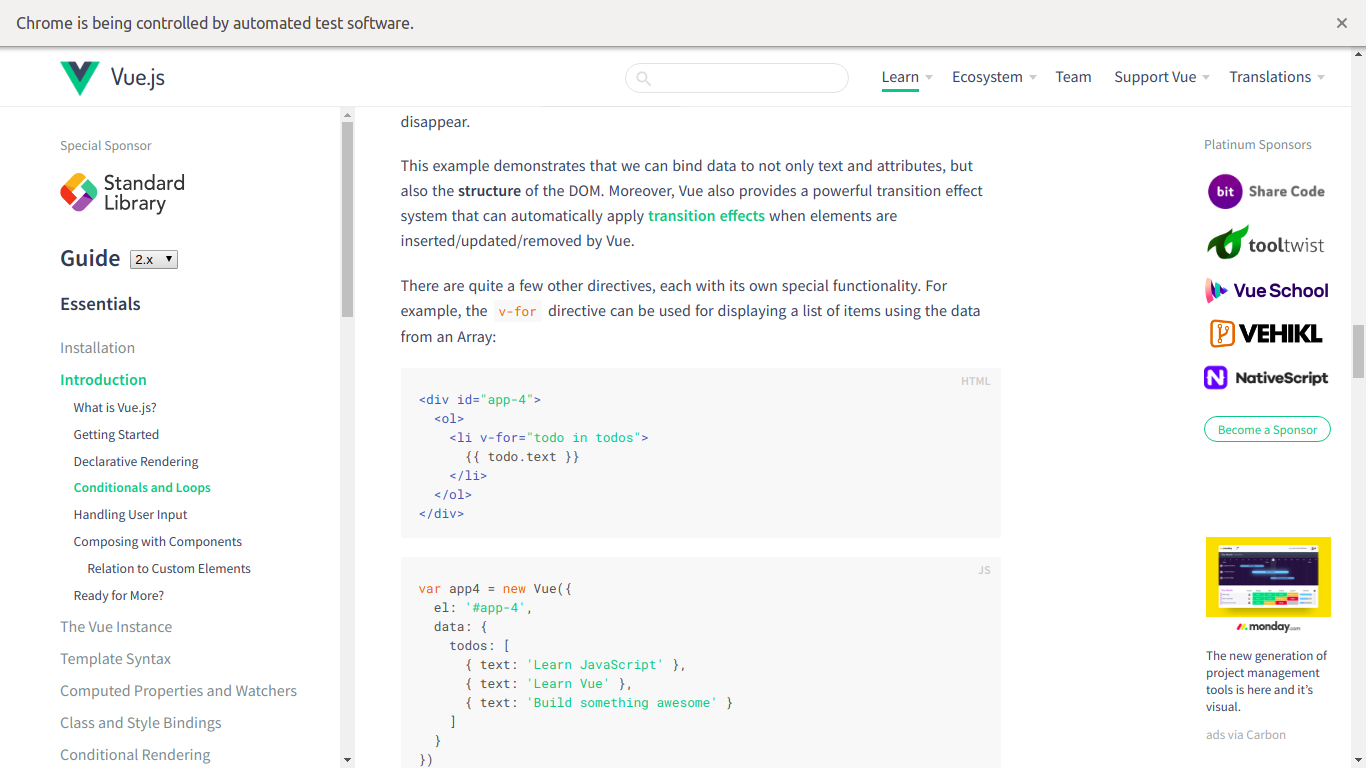 Chrome is being controlled by automated test software.
Vue.js
Learn
Ecosystem
Team
Support Vue
Translations
Special Sponsor
Standard
Library
Guide 2.x
Essentials
Installation
Introduction
What is Vue.js?
Getting Started
Declarative Rendering
Conditionals and Loops
Handling User Input
Composing with Components
Relation to Custom Elements
Ready for More?
The Vue Instance
Template Syntax
Computed Properties and Watchers
Class and Style Bindings
Conditional Rendering
disappear.
This example demonstrates that we can bind data to not only text and attributes, but
also the structure of the DOM. Moreover, Vue also provides a powerful transition effect
system that can automatically apply transition effects when elements are
inserted/updated/removed by Vue.
There are quite a few other directives, each with its own special functionality. For
example, the v-for directive can be used for displaying a list of items using the data
from an Array:
HTML
<div id="app-4">
  <ol>
    <li v-for="todo in todos">
      {{ todo.text }}
    </li>
  </ol>
</div>
JS
var app4 = new Vue({
  el: '#app-4',
  data: {
    todos: [
      { text: 'Learn JavaScript' },
      { text: 'Learn Vue' },
      { text: 'Build something awesome' }
    ]
  }
})
Platinum Sponsors
bit Share Code
tooltwist
Vue School
VEHIKL
NativeScript
Become a Sponsor
monday.com
The new generation of
project management
tools is here and it's
visual.
ads via Carbon